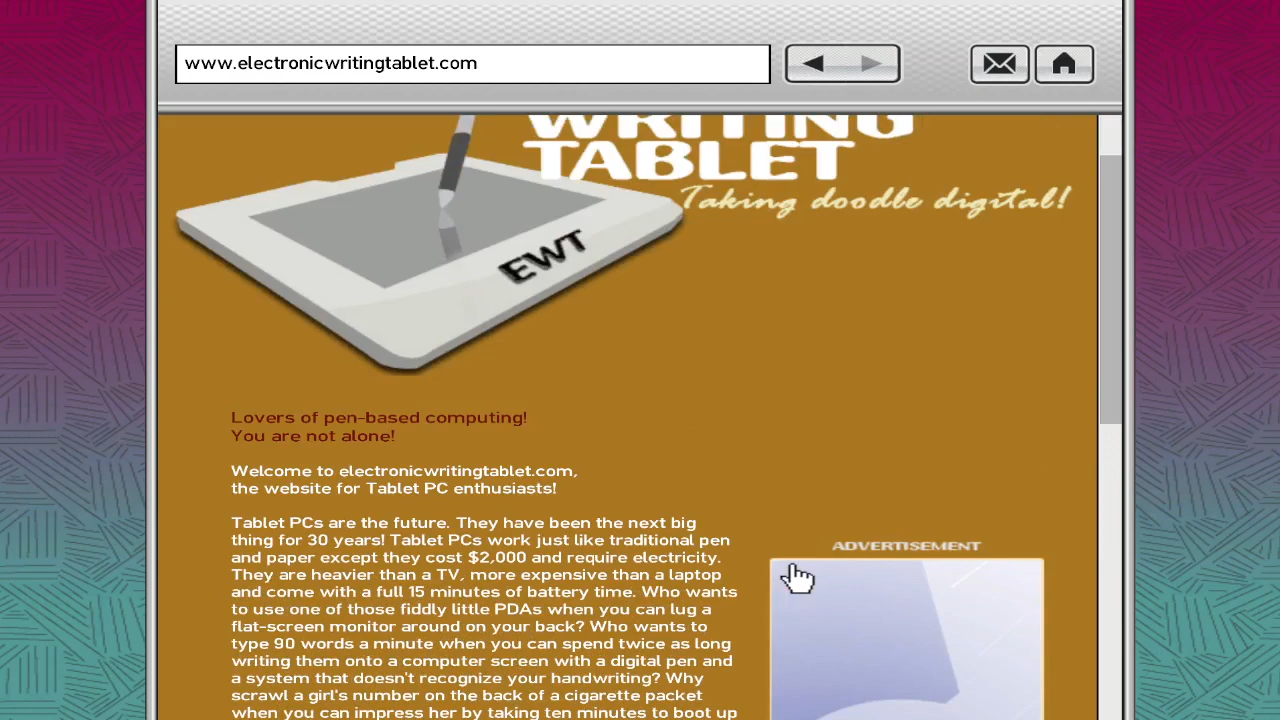 www.electronicwritingtablet.com
WRITING
TABLET
Taking doodle digital!
EWT
Lovers of pen-based computing!
You are not alone!
Welcome to electronicwritingtablet.com,
the website for Tablet PC enthusiasts!
Tablet PCs are the future. They have been the next big
thing for 30 years! Tablet PCs work just like traditional pen
and paper except they cost $2,000 and require electricity.
They are heavier than a TV, more expensive than a laptop
and come with a full 15 minutes of battery time. Who wants
to use one of those fiddly little PDAs when you can lug a
flat-screen monitor around on your back? Who wants to
type 90 words a minute when you can spend twice as long
writing them onto a computer screen with a digital pen and
a system that doesn't recognize your handwriting? Why
scrawl a girl's number on the back of a cigarette packet
when you can impress her by taking ten minutes to boot up
ADVERTISEMENT